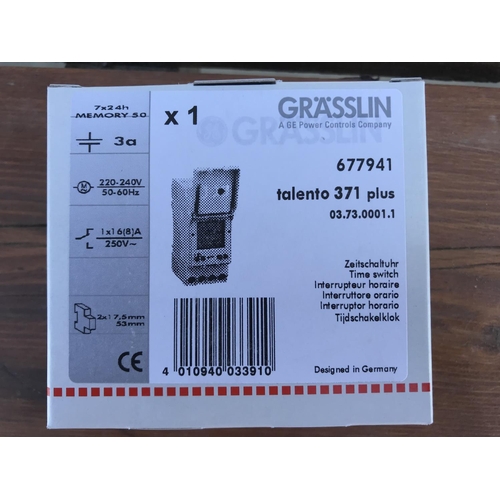 7x24h
MEMORY 50
3a
M
220-240V
50-60Hz
1x16(8)A
250V~
2x17,5mm
53mm
CE
x 1
GRÄSSLIN
GRÄSSLIN
A GE Power Controls Company
677941
talento 371 plus
03.73.0001.1
Zeitschaltuhr
Time switch
Interrupteur horaire
Interruttore orario
Interruptor horario
Tijdschakelklok
4 010940 033910
Designed in Germany